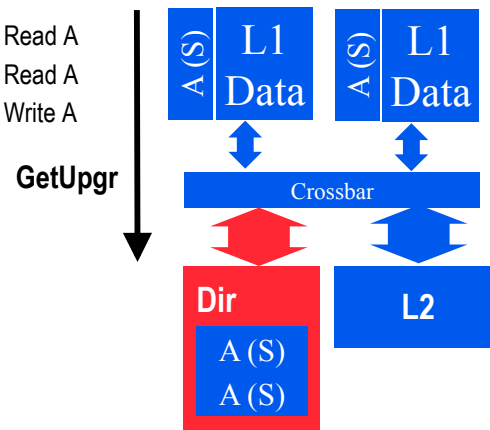 Read A
Read A
Write A
GetUpgr
A (S)
L1
Data
A (S)
L1
Data
Crossbar
Dir
A (S)
A (S)
L2